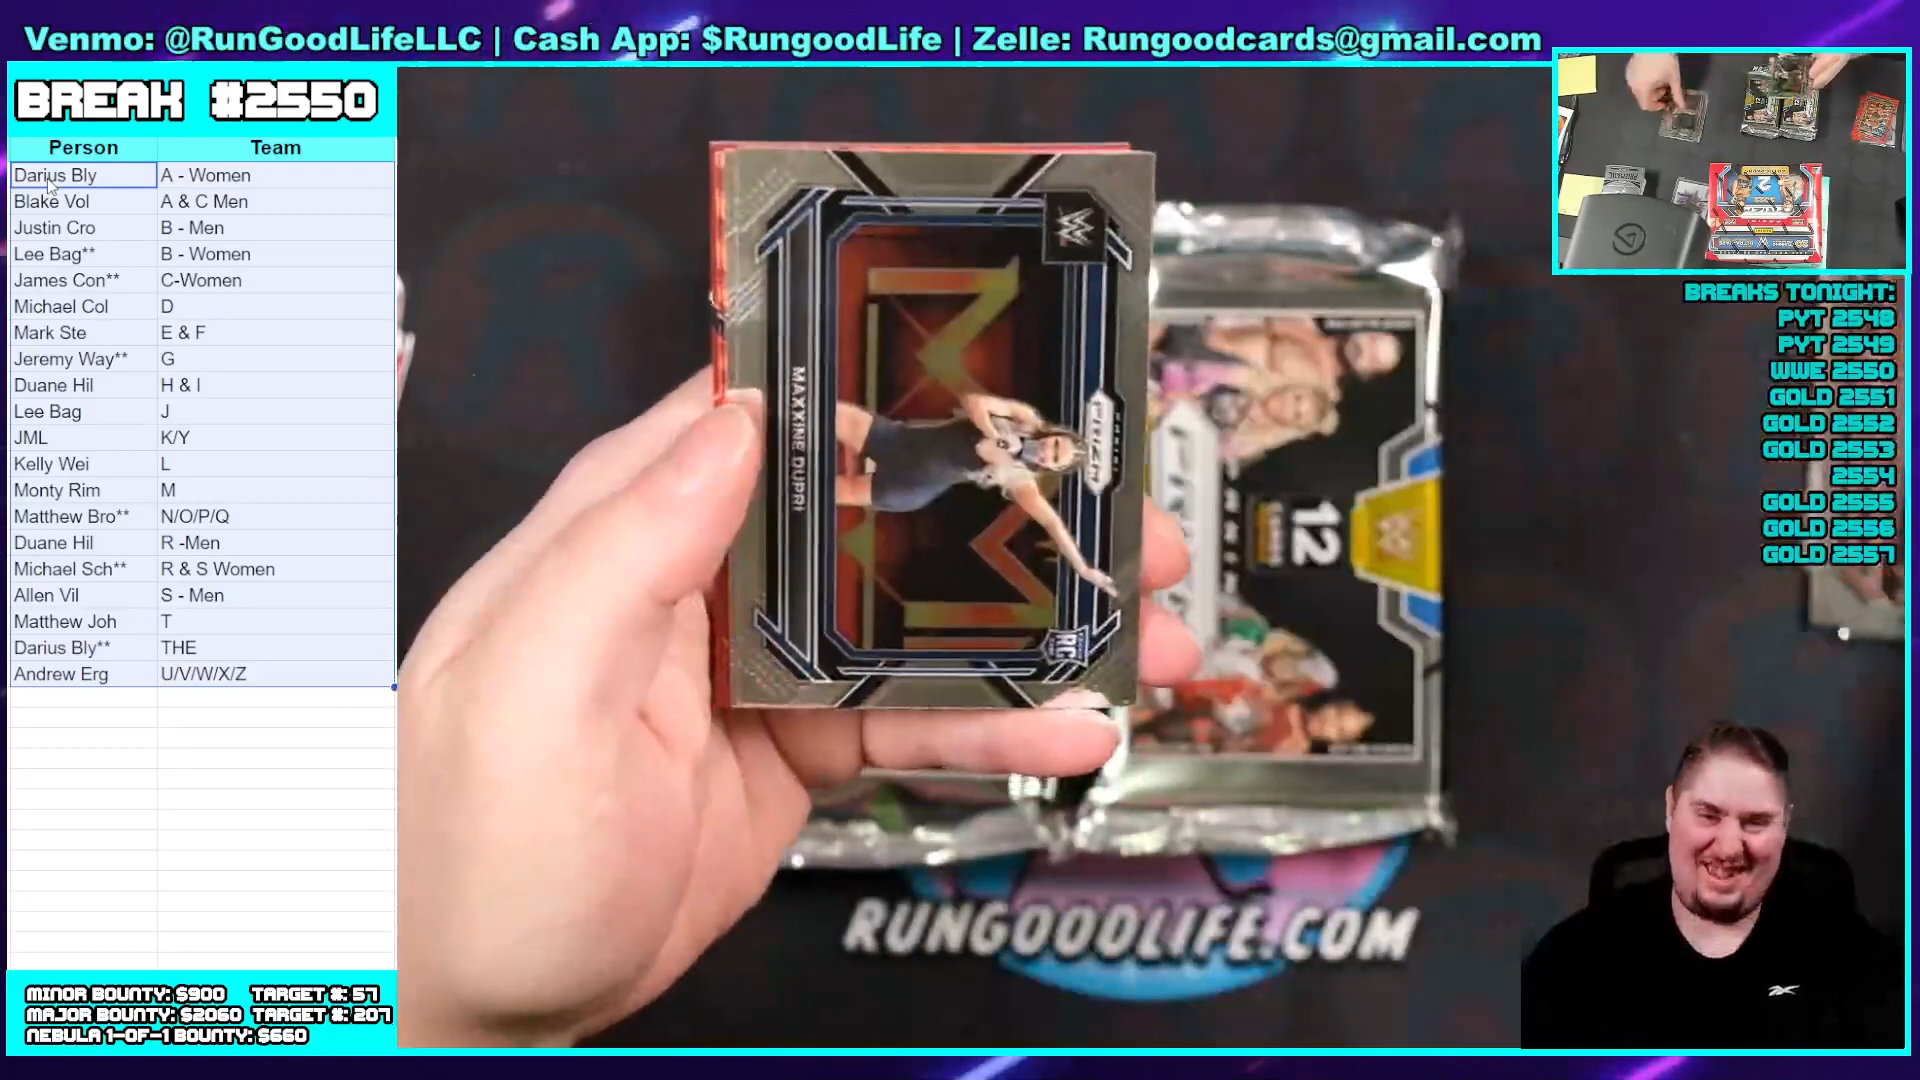 Venmo: @RunGoodLifeLLC | Cash App: $RungoodLife | Zelle: Rungoodcards@gmail.com
BREAK #2550
Person Team
Darius Bly A - Women
Blake Vol A & C Men
Justin Cro B - Men
Lee Bag** B - Women
James Con** C-Women
Michael Col D
Mark Ste E & F
Jeremy Way** G
Duane Hil H & I
Lee Bag J
JML K/Y
Kelly Wei L
Monty Rim M
Matthew Bro** N/O/P/Q
Duane Hil R -Men
Michael Sch** R & S Women
Allen Vil S - Men
Matthew Joh T
Darius Bly** THE
Andrew Erg U/V/W/X/Z
MINOR BOUNTY: $900 TARGET #: 57
MAJOR BOUNTY: $2060 TARGET #: 207
NEBULA 1-OF-1 BOUNTY: $660
MAXXINE DUPRI
PANINI
PRIZM
RC
12
CARDS
RUNGOODLIFE.COM
BREAKS TONIGHT:
PYT 2548
PYT 2549
WWE 2550
GOLD 2551
GOLD 2552
GOLD 2553
2554
GOLD 2555
GOLD 2556
GOLD 2557